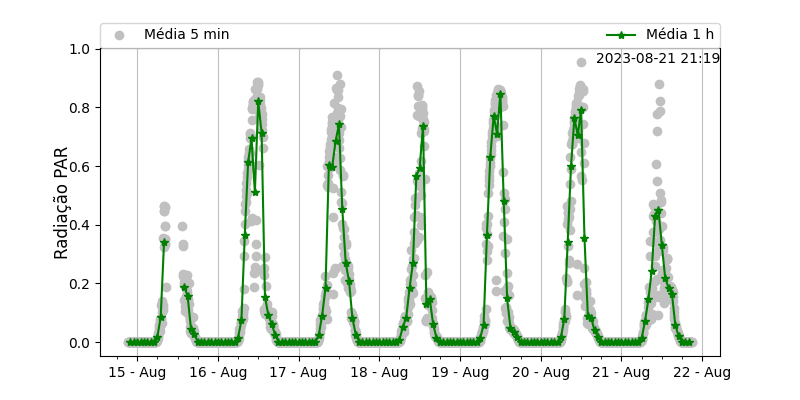 Média 5 min
Média 1 h
2023-08-21 21:19
Radiação PAR
1.0
0.8
0.6
0.4
0.2
0.0
15 - Aug
16 - Aug
17 - Aug
18 - Aug
19 - Aug
20 - Aug
21 - Aug
22 - Aug